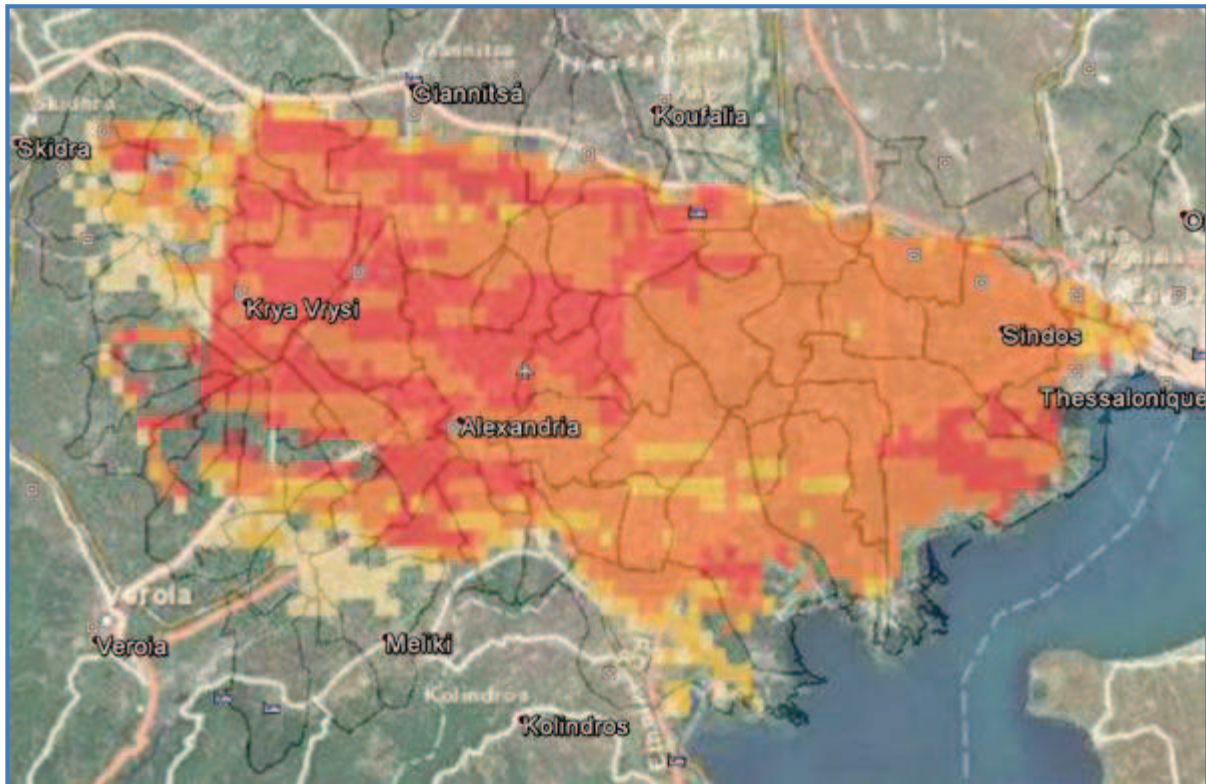 Giannitsá
Koufalia
Skidra
Krya Vrysi
Sindos
Thessalonique
Alexandria
Veroia
Veroia
Meliki
Kolindros
Kolindros